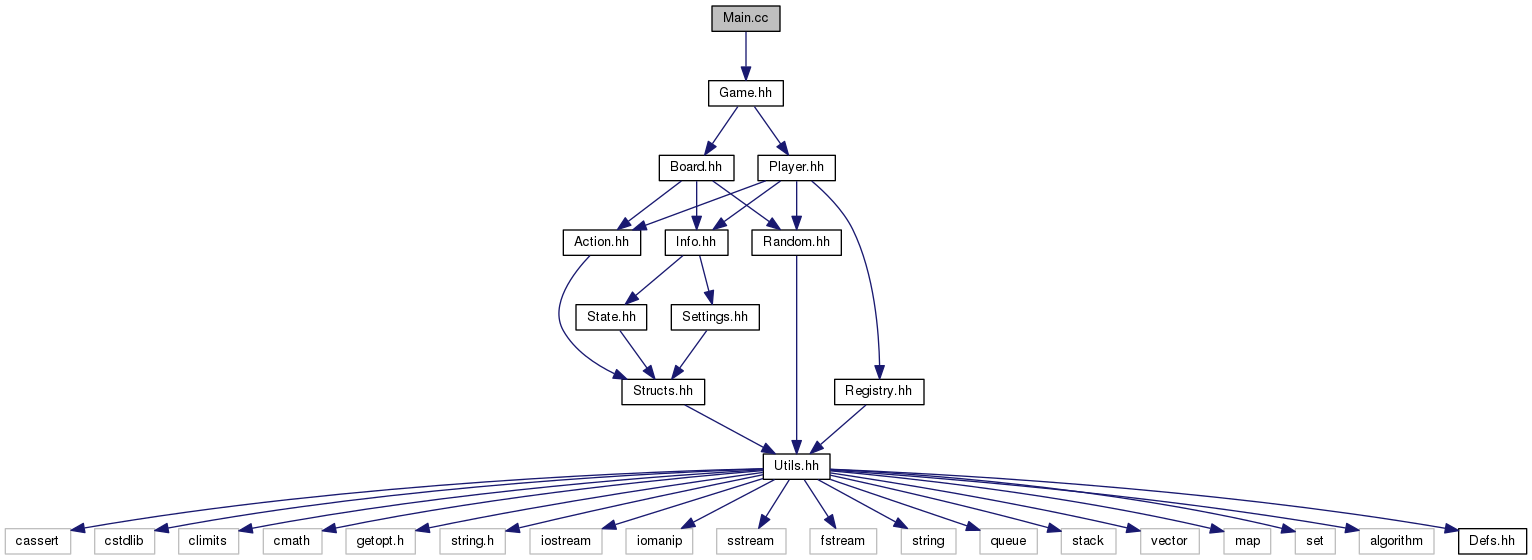 Main.cc
Game.hh
Board.hh
Player.hh
Action.hh
Info.hh
Random.hh
State.hh
Settings.hh
Structs.hh
Registry.hh
Utils.hh
cassert
cstdlib
climits
cmath
getopt.h
string.h
iostream
iomanip
sstream
fstream
string
queue
stack
vector
map
set
algorithm
Defs.hh